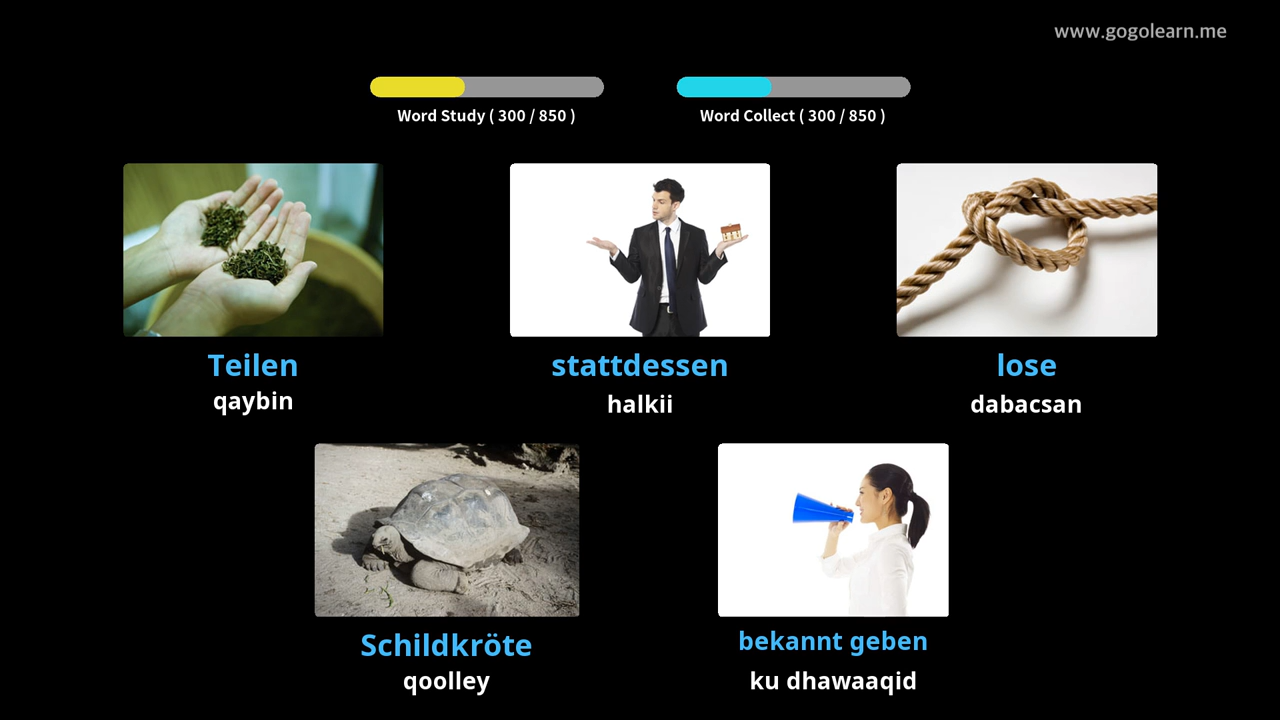 www.gogolearn.me
Word Study ( 300 / 850 )
Word Collect ( 300 / 850 )
Teilen
qaybin
stattdessen
halkii
lose
dabacsan
Schildkröte
qoolley
bekannt geben
ku dhawaaqid